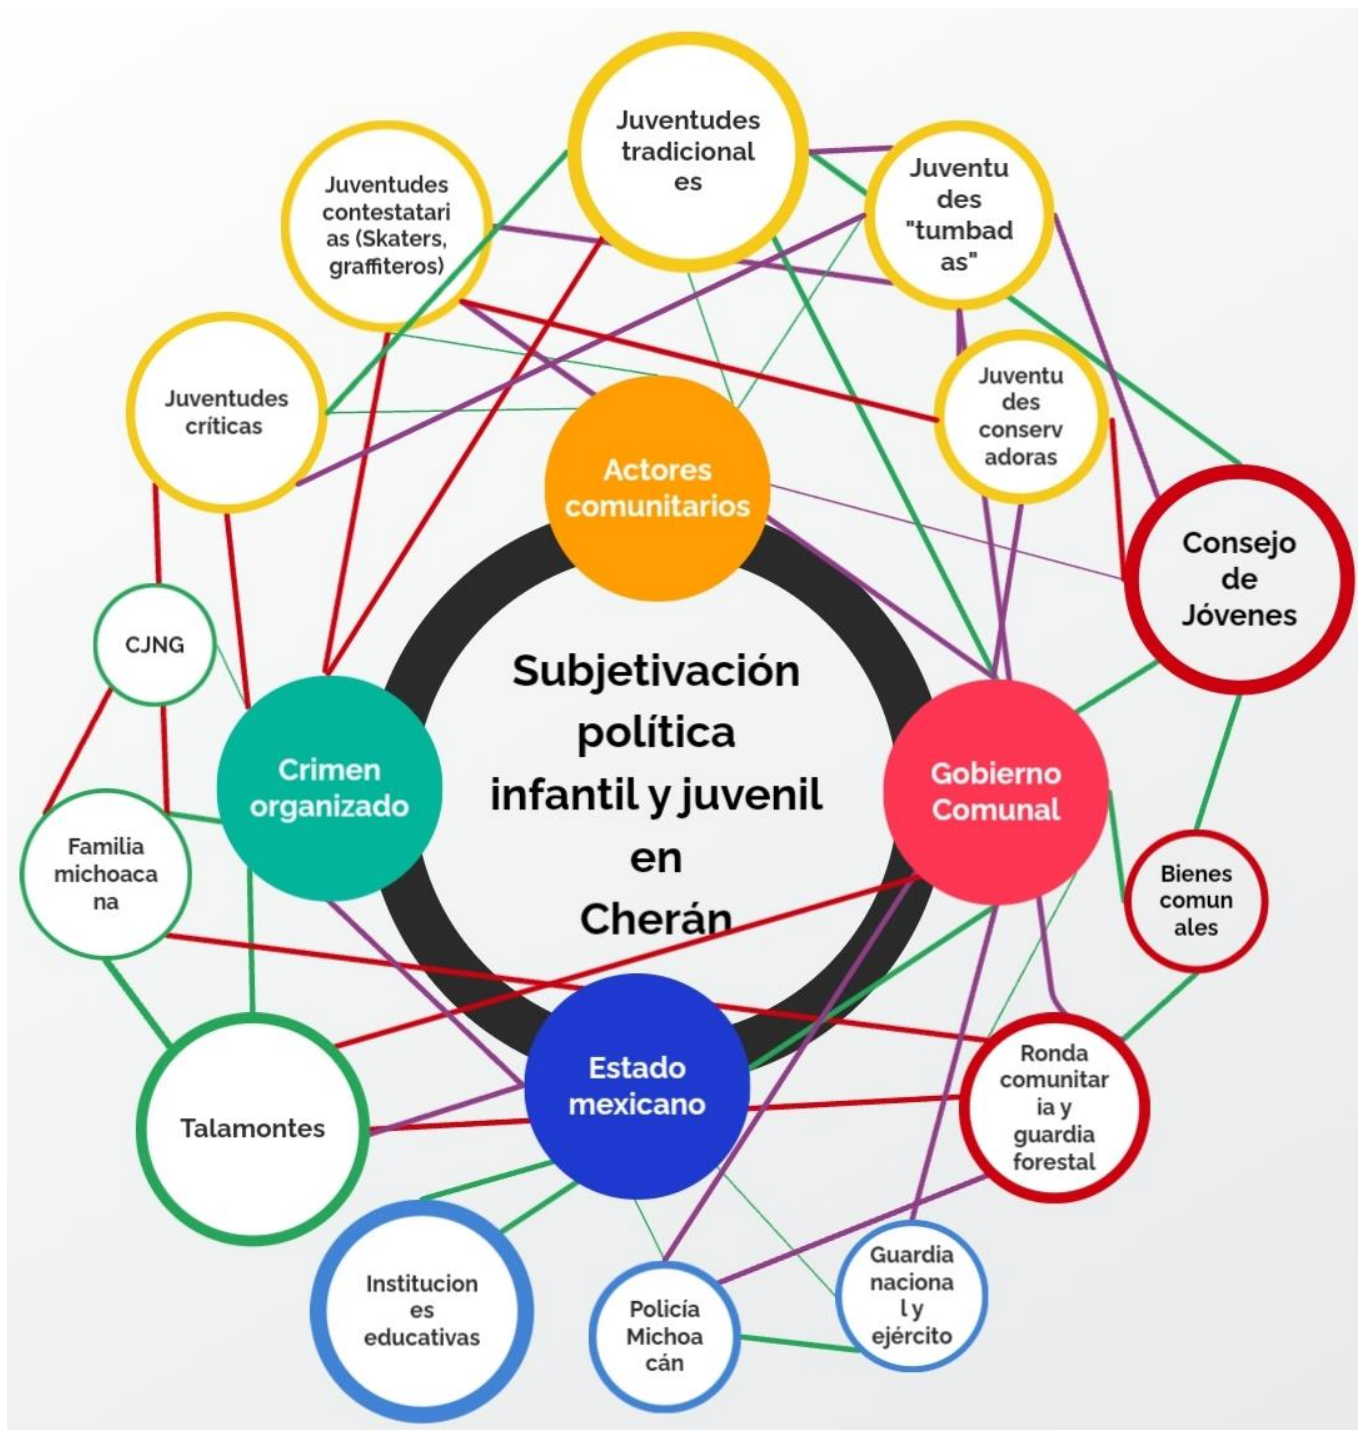 Juventudes
tradicional
es
Juventudes
contestatari
as (Skaters,
graffiteros)
Juventu
des
"tumbad
as"
Juventudes
críticas
Juventu
des
conserv
adoras
Actores
comunitarios
Consejo
de
Jóvenes
CJNG
Subjetivación
política
infantil y juvenil
en
Cherán
Crimen
organizado
Gobierno
Comunal
Familia
michoaca
na
Bienes
comun
ales
Estado
mexicano
Ronda
comunitar
ia y
guardia
forestal
Talamontes
Institucion
es
educativas
Policía
Michoa
cán
Guardia
naciona
l y
ejército